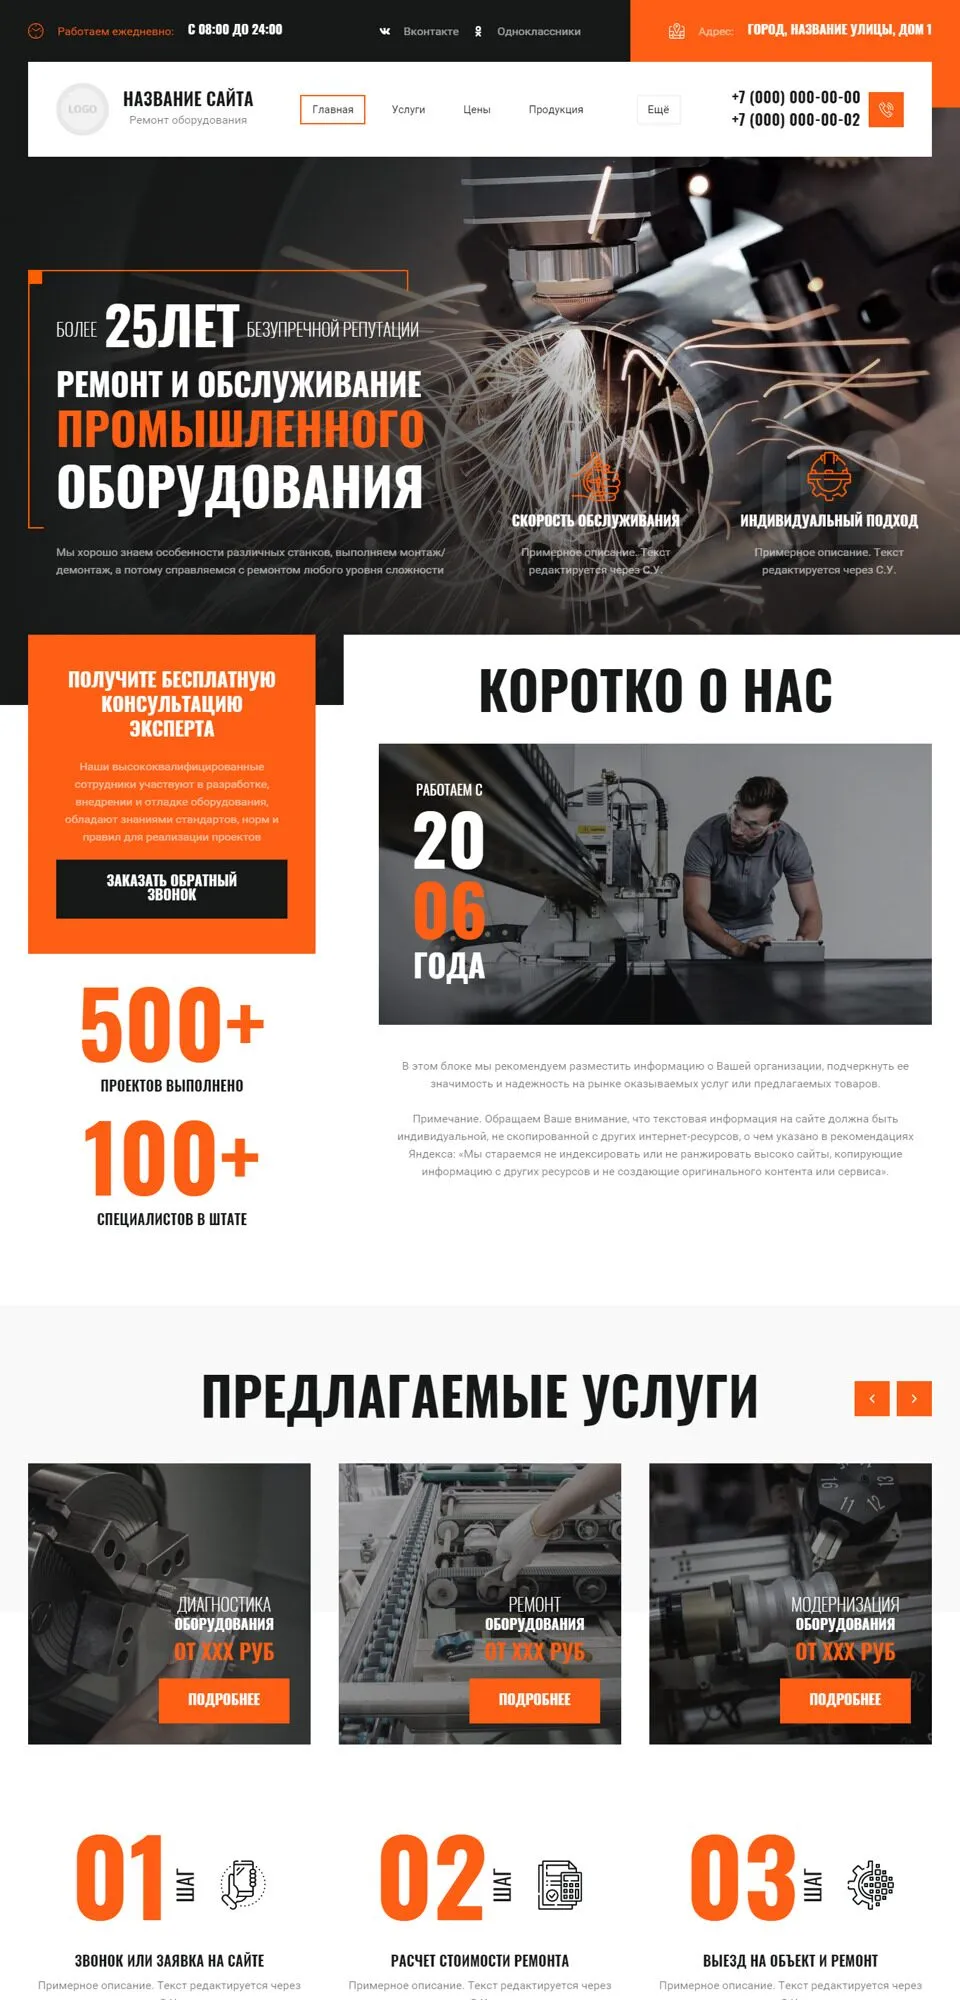 Работаем ежедневно: С 08:00 ДО 24:00
Вконтакте Одноклассники
Адрес: ГОРОД, НАЗВАНИЕ УЛИЦЫ, ДОМ 1
LOGO
НАЗВАНИЕ САЙТА
Ремонт оборудования
Главная Услуги Цены Продукция Ещё
+7 (000) 000-00-00
+7 (000) 000-00-02
БОЛЕЕ 25ЛЕТ БЕЗУПРЕЧНОЙ РЕПУТАЦИИ
РЕМОНТ И ОБСЛУЖИВАНИЕ
ПРОМЫШЛЕННОГО
ОБОРУДОВАНИЯ
Мы хорошо знаем особенности различных станков, выполняем монтаж/
демонтаж, а потому справляемся с ремонтом любого уровня сложности
СКОРОСТЬ ОБСЛУЖИВАНИЯ
Примерное описание. Текст
редактируется через С.У.
ИНДИВИДУАЛЬНЫЙ ПОДХОД
Примерное описание. Текст
редактируется через С.У.
ПОЛУЧИТЕ БЕСПЛАТНУЮ
КОНСУЛЬТАЦИЮ
ЭКСПЕРТА
Наши высококвалифицированные
сотрудники участвуют в разработке,
внедрении и отладке оборудования,
обладают знаниями стандартов, норм и
правил для реализации проектов
ЗАКАЗАТЬ ОБРАТНЫЙ
ЗВОНОК
500+
ПРОЕКТОВ ВЫПОЛНЕНО
100+
СПЕЦИАЛИСТОВ В ШТАТЕ
КОРОТКО О НАС
РАБОТАЕМ С
20
06
ГОДА
В этом блоке мы рекомендуем разместить информацию о Вашей организации, подчеркнуть ее
значимость и надежность на рынке оказываемых услуг или предлагаемых товаров.
Примечание. Обращаем Ваше внимание, что текстовая информация на сайте должна быть
индивидуальной, не скопированной с других интернет-ресурсов, о чем указано в рекомендациях
Яндекса: «Мы стараемся не индексировать или не ранжировать высоко сайты, копирующие
информацию с других ресурсов и не создающие оригинального контента или сервиса».
ПРЕДЛАГАЕМЫЕ УСЛУГИ
ДИАГНОСТИКА
ОБОРУДОВАНИЯ
ОТ XXX РУБ
ПОДРОБНЕЕ
РЕМОНТ
ОБОРУДОВАНИЯ
ОТ XXX РУБ
ПОДРОБНЕЕ
16 11 12 13
МОДЕРНИЗАЦИЯ
ОБОРУДОВАНИЯ
ОТ XXX РУБ
ПОДРОБНЕЕ
01 ШАГ
ЗВОНОК ИЛИ ЗАЯВКА НА САЙТЕ
Примерное описание. Текст редактируется через
02 ШАГ
РАСЧЕТ СТОИМОСТИ РЕМОНТА
Примерное описание. Текст редактируется через
03 ШАГ
ВЫЕЗД НА ОБЪЕКТ И РЕМОНТ
Примерное описание. Текст редактируется через